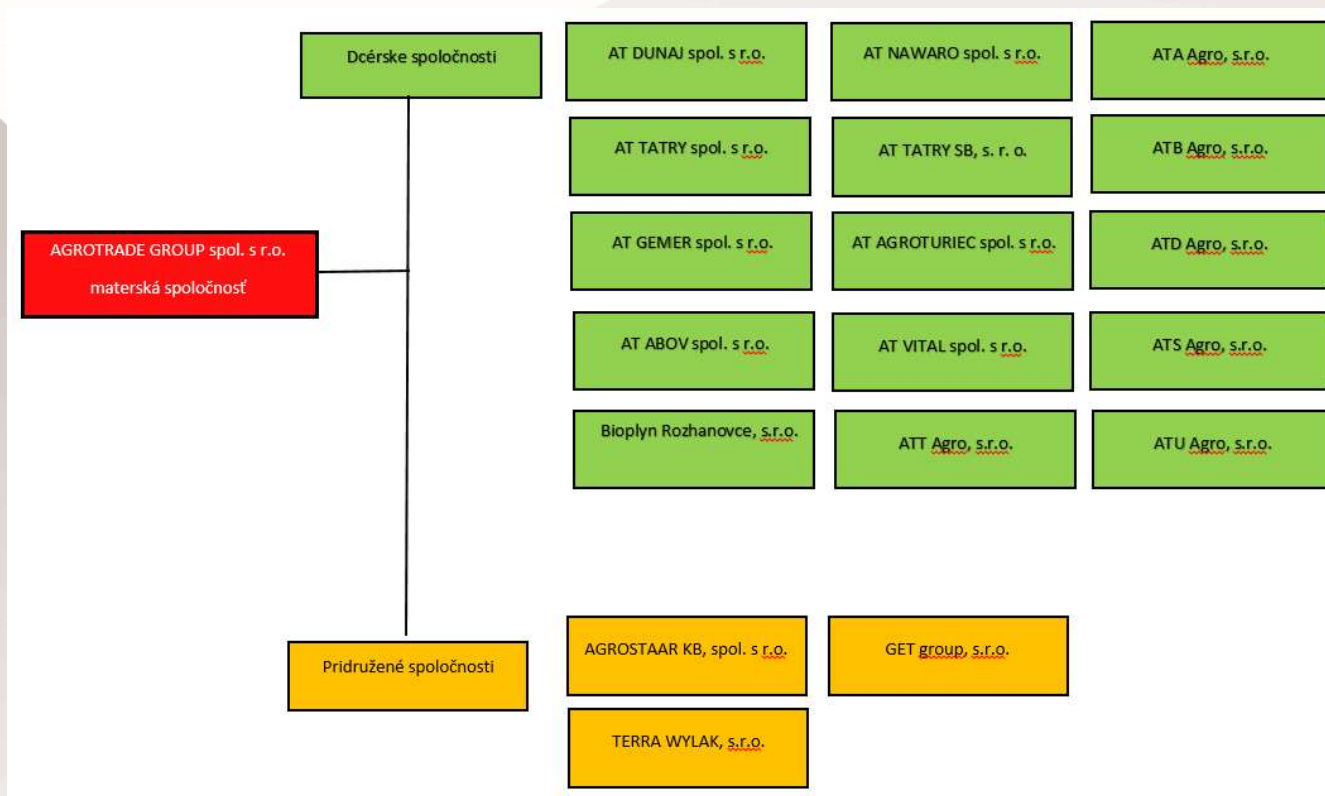 Dcérske spoločnosti
AT DUNAJ spol. s r.o.
AT NAWARO spol. s r.o.
ATA Agro, s.r.o.
AT TATRY spol. s r.o.
AT TATRY SB, s. r. o.
ATB Agro, s.r.o.
AGROTRADE GROUP spol. s r.o.
materská spoločnosť
AT GEMER spol. s r.o.
AT AGROTURIEC spol. s r.o.
ATD Agro, s.r.o.
AT ABOV spol. s r.o.
AT VITAL spol. s r.o.
ATS Agro, s.r.o.
Bioplyn Rozhanovce, s.r.o.
ATT Agro, s.r.o.
ATU Agro, s.r.o.
Pridružené spoločnosti
AGROSTAAR KB, spol. s r.o.
GET group, s.r.o.
TERRA WYLAK, s.r.o.